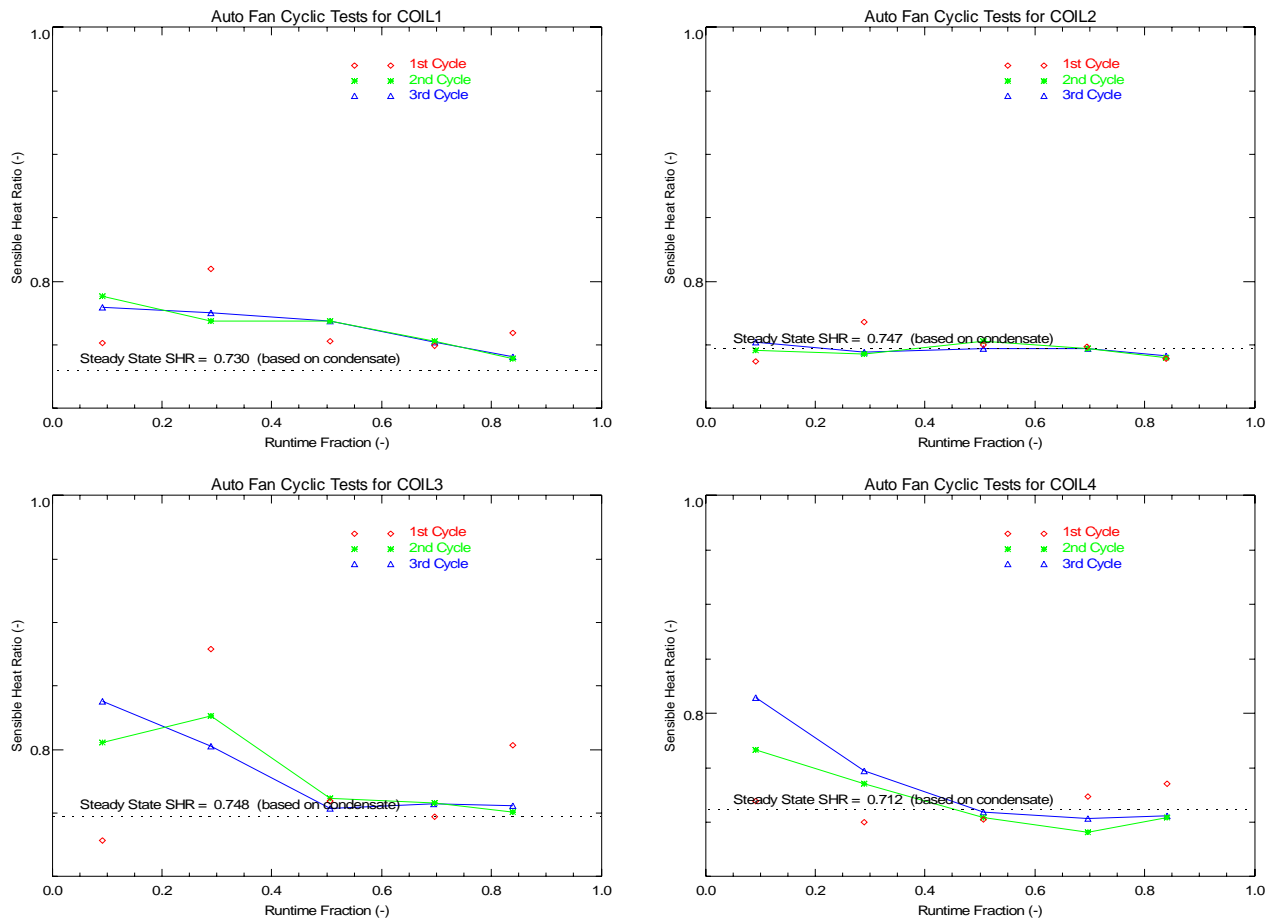 Auto Fan Cyclic Tests for COIL1
1.0
1st Cycle
2nd Cycle
3rd Cycle
Sensible Heat Ratio (-)
0.8
Steady State SHR = 0.730 (based on condensate)
0.0 0.2 0.4 0.6 0.8 1.0
Runtime Fraction (-)
Auto Fan Cyclic Tests for COIL2
1.0
1st Cycle
2nd Cycle
3rd Cycle
Sensible Heat Ratio (-)
0.8
Steady State SHR = 0.747 (based on condensate)
0.0 0.2 0.4 0.6 0.8 1.0
Runtime Fraction (-)
Auto Fan Cyclic Tests for COIL3
1.0
1st Cycle
2nd Cycle
3rd Cycle
Sensible Heat Ratio (-)
0.8
Steady State SHR = 0.748 (based on condensate)
0.0 0.2 0.4 0.6 0.8 1.0
Runtime Fraction (-)
Auto Fan Cyclic Tests for COIL4
1.0
1st Cycle
2nd Cycle
3rd Cycle
Sensible Heat Ratio (-)
0.8
Steady State SHR = 0.712 (based on condensate)
0.0 0.2 0.4 0.6 0.8 1.0
Runtime Fraction (-)